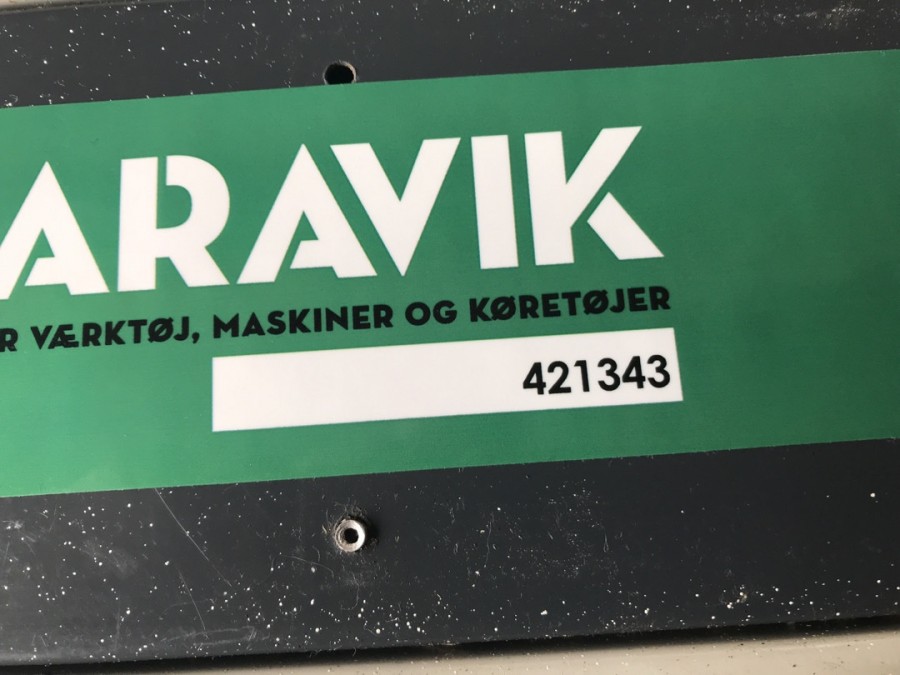 ARAVIK
R VÆRKTØJ, MASKINER OG KØRETØJER
421343